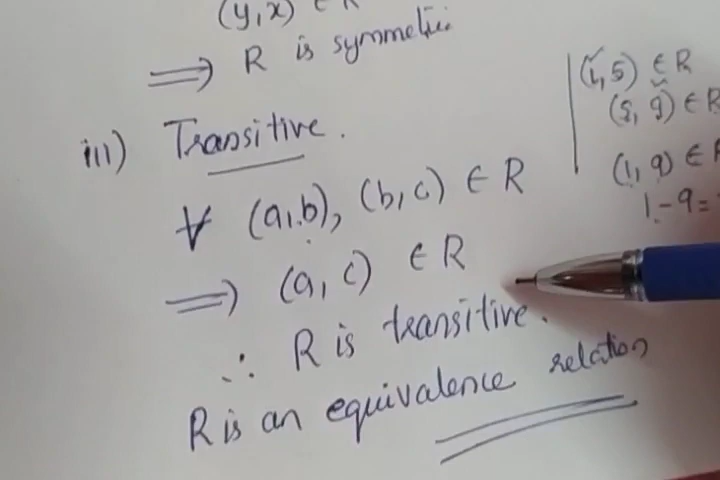 (y, x) ∈ R
⟹ R is symmetric
iii) Transitive.
∀ (a,b), (b,c) ∈ R
⟹ (a, c) ∈ R
∴ R is transitive.
R is an equivalence relation
(1, 5) ∈ R
(5, 9) ∈ R
(1, 9) ∈ R
1 - 9 =